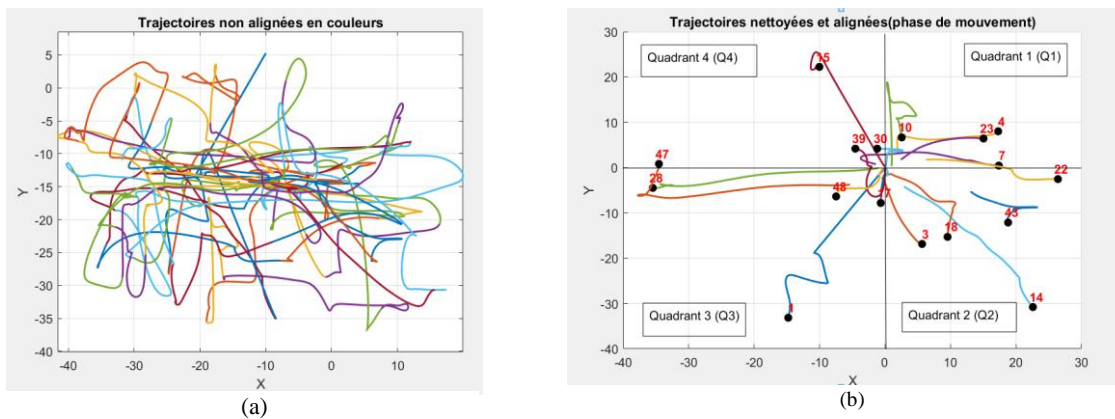 Trajectoires non alignées en couleurs
5
0
-5
-10
-15
-20
-25
-30
-35
-40
Y
-40 -30 -20 -10 0 10
X
(a)
Trajectoires nettoyées et alignées(phase de mouvement)
30
20
10
0
-10
-20
-30
-40
Y
Quadrant 4 (Q4)
Quadrant 1 (Q1)
15
39 30 10 23 4
47
28
7
22
48
17
3
18
43
1
14
Quadrant 3 (Q3)
Quadrant 2 (Q2)
-40 -30 -20 -10 0 10 20 30
X
(b)